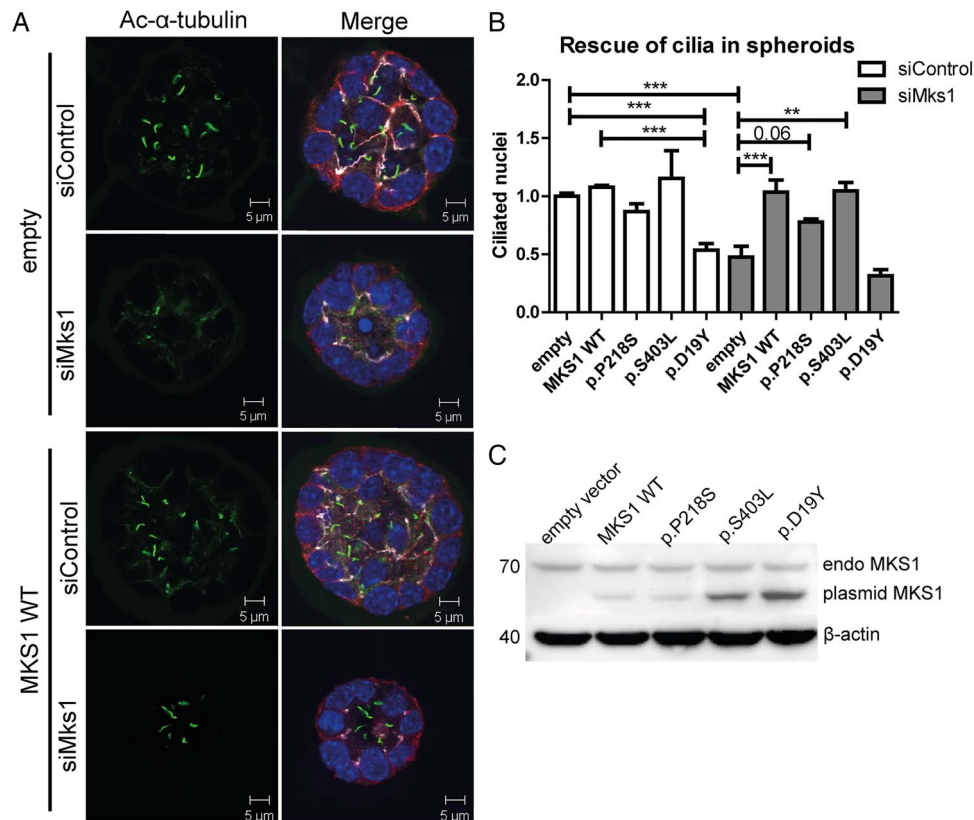 A
Ac-α-tubulin
Merge
empty
siControl
5 µm
5 µm
siMks1
5 µm
5 µm
MKS1 WT
siControl
5 µm
5 µm
siMks1
5 µm
5 µm
B
Rescue of cilia in spheroids
siControl
siMks1
Ciliated nuclei
2.0
1.5
1.0
0.5
0.0
***
***
***
**
0.06
***
empty
MKS1 WT
p.P218S
p.S403L
p.D19Y
empty
MKS1 WT
p.P218S
p.S403L
p.D19Y
C
empty vector
MKS1 WT
p.P218S
p.S403L
p.D19Y
70
endo MKS1
plasmid MKS1
40
β-actin